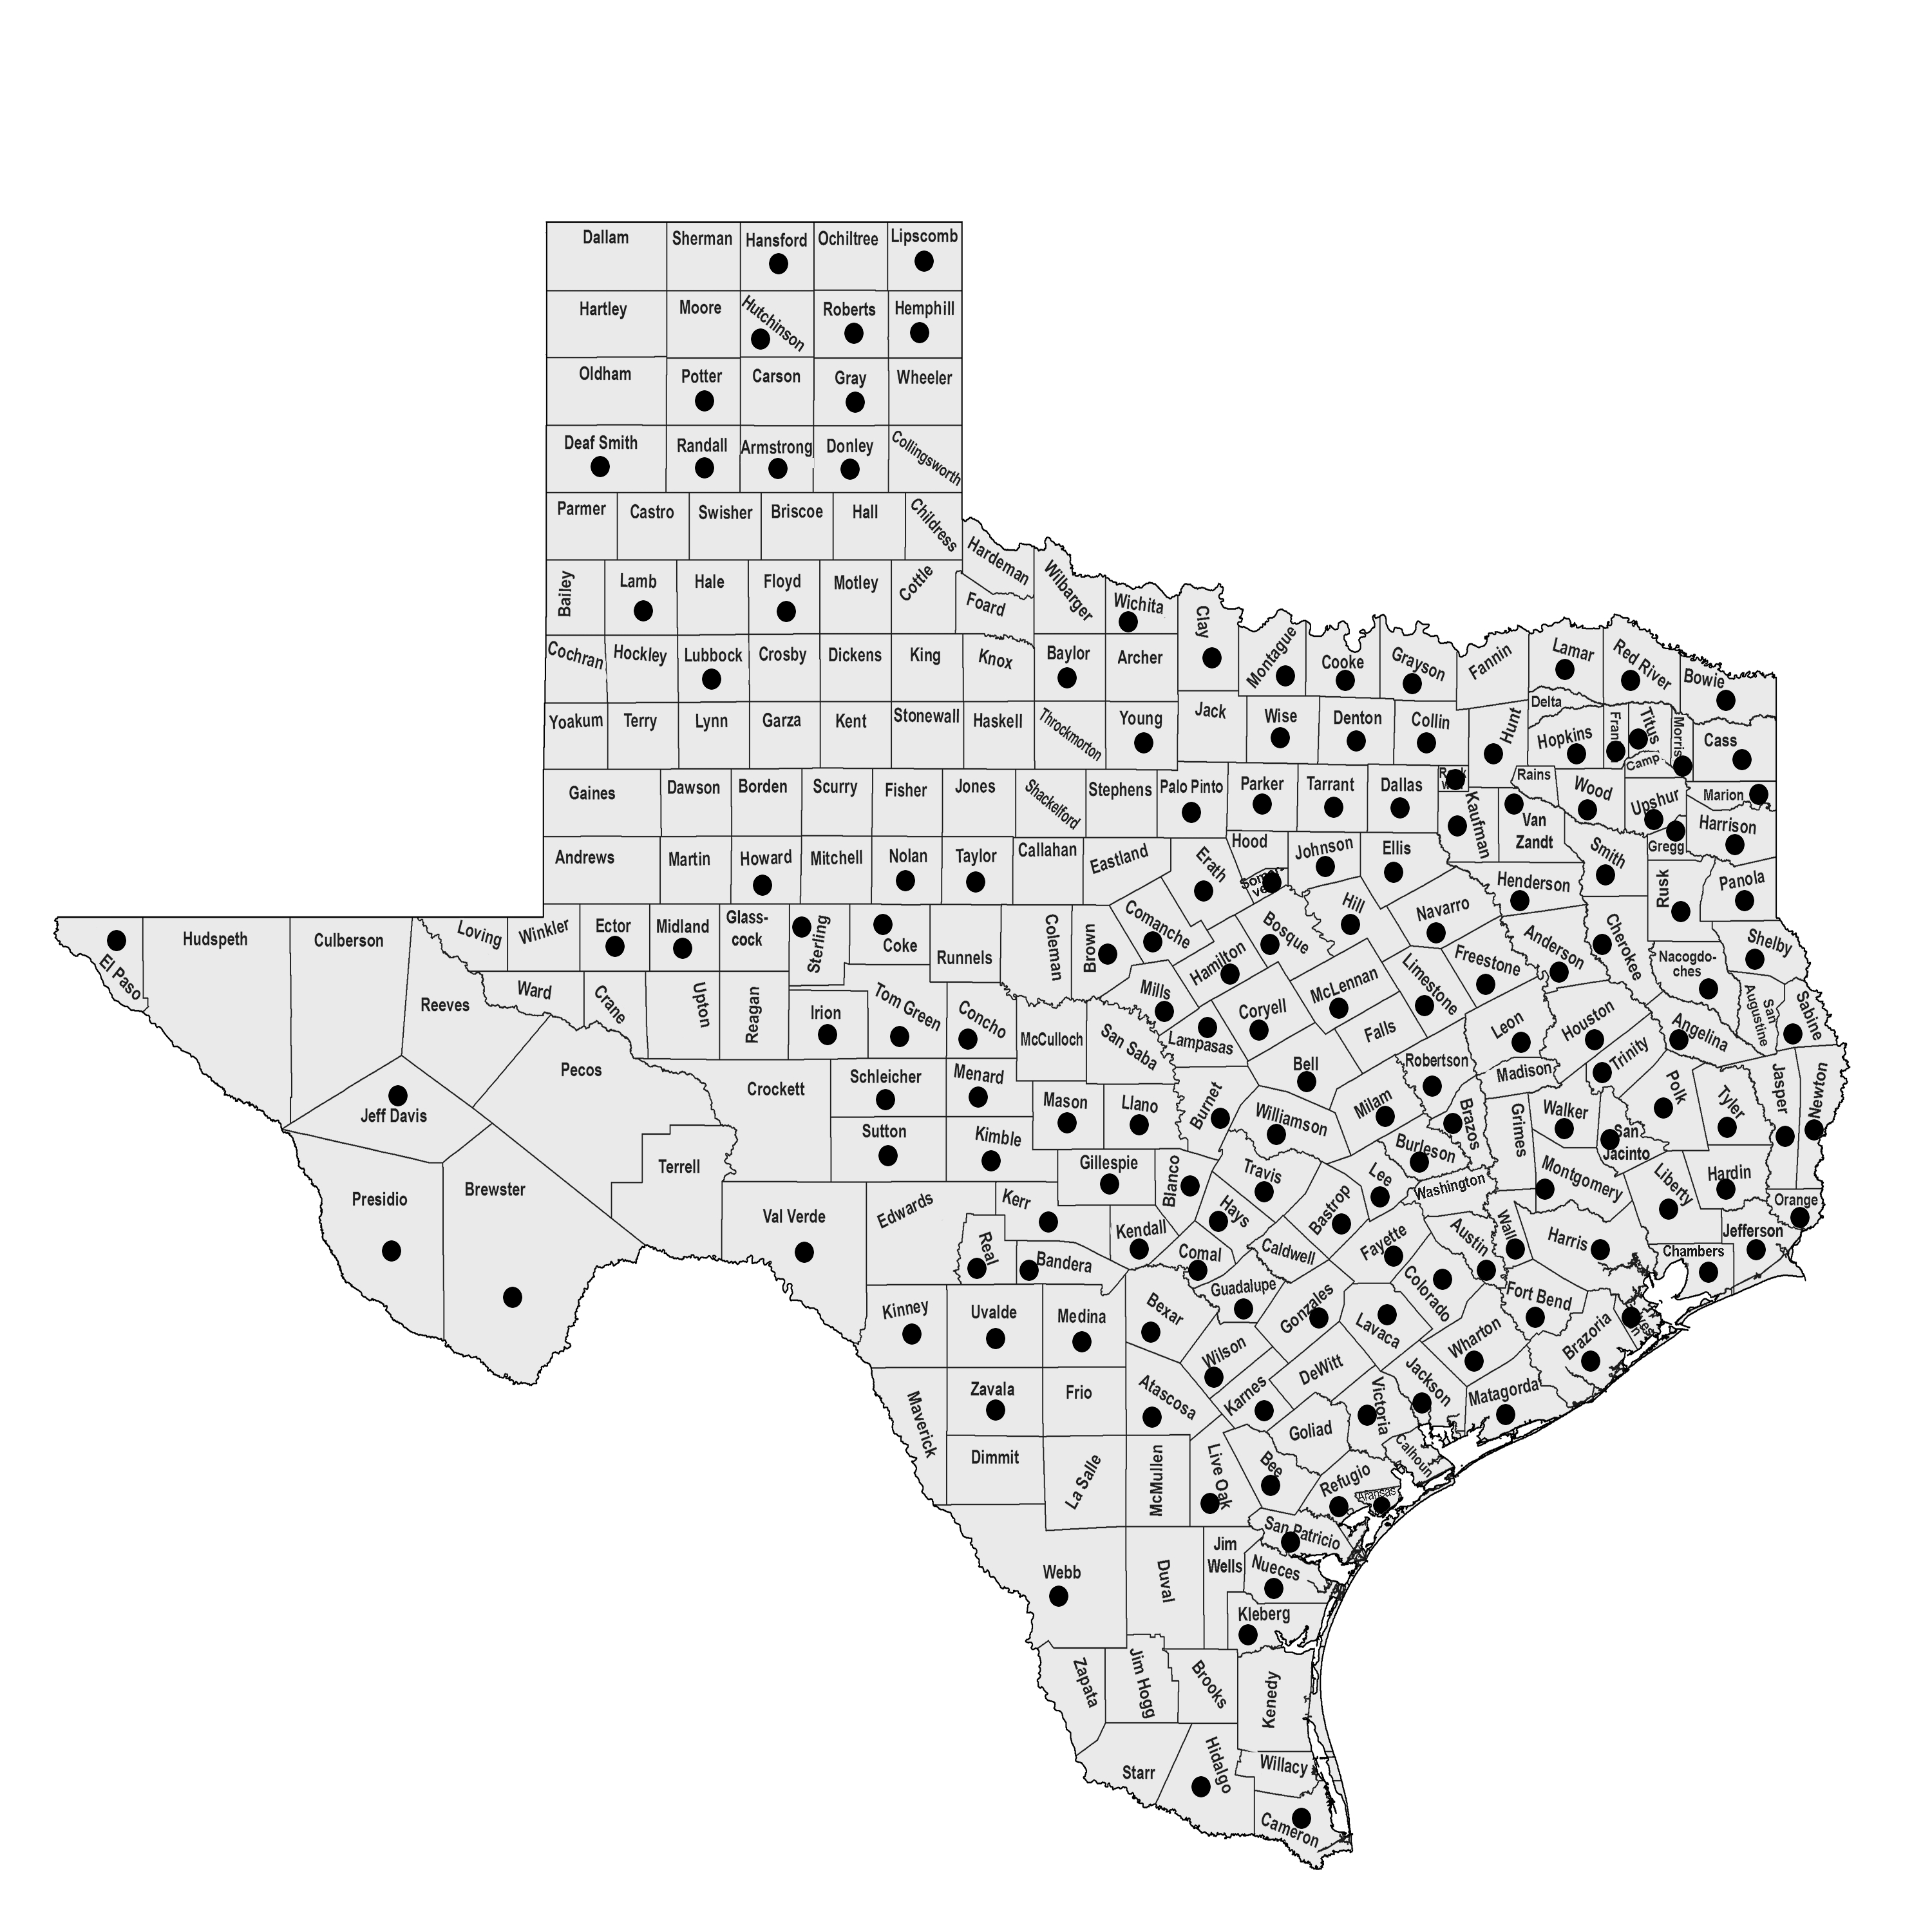 Dallam
Sherman
Hansford
Ochiltree
Lipscomb
Hartley
Moore
Hutchinson
Roberts
Hemphill
Oldham
Potter
Carson
Gray
Wheeler
Deaf Smith
Randall
Armstrong
Donley
Collingsworth
Parmer
Castro
Swisher
Briscoe
Hall
Childress
Hardeman
Bailey
Lamb
Hale
Floyd
Motley
Cottle
Foard
Wilbarger
Wichita
Clay
Montague
Cooke
Grayson
Fannin
Lamar
Red River
Bowie
Cochran
Hockley
Lubbock
Crosby
Dickens
King
Knox
Baylor
Archer
Yoakum
Terry
Lynn
Garza
Kent
Stonewall
Haskell
Throckmorton
Young
Jack
Wise
Denton
Collin
Hunt
Delta
Hopkins
Titus
Morris
Cass
Camp
Gaines
Dawson
Borden
Scurry
Fisher
Jones
Shackelford
Stephens
Palo Pinto
Parker
Tarrant
Dallas
Kaufman
Rains
Wood
Upshur
Marion
Harrison
Gregg
Van
Zandt
Smith
Andrews
Martin
Howard
Mitchell
Nolan
Taylor
Callahan
Eastland
Erath
Hood
Johnson
Ellis
Henderson
Rusk
Panola
El Paso
Hudspeth
Culberson
Loving
Winkler
Ector
Midland
Glass-
cock
Sterling
Coke
Runnels
Coleman
Brown
Comanche
Hamilton
Bosque
Hill
Navarro
Anderson
Cherokee
Nacogdo-
ches
Shelby
Reeves
Ward
Crane
Upton
Reagan
Irion
Tom Green
Concho
McCulloch
San Saba
Mills
Lampasas
Coryell
McLennan
Limestone
Freestone
Falls
Leon
Houston
Trinity
Angelina
San
Augustine
Sabine
Jeff Davis
Pecos
Crockett
Schleicher
Menard
Mason
Llano
Burnet
Bell
Williamson
Milam
Robertson
Brazos
Madison
Grimes
Walker
San
Jacinto
Polk
Tyler
Jasper
Newton
Presidio
Brewster
Terrell
Sutton
Kimble
Gillespie
Blanco
Travis
Lee
Burleson
Washington
Montgomery
Liberty
Hardin
Orange
Val Verde
Edwards
Kerr
Real
Bandera
Kendall
Hays
Comal
Caldwell
Bastrop
Fayette
Austin
Harris
Chambers
Jefferson
Kinney
Uvalde
Medina
Bexar
Guadalupe
Gonzales
Lavaca
Colorado
Fort Bend
Wharton
Brazoria
Maverick
Zavala
Frio
Atascosa
Wilson
Karnes
DeWitt
Victoria
Jackson
Matagorda
Dimmit
La Salle
McMullen
Live Oak
Bee
Goliad
Refugio
Calhoun
Aransas
San Patricio
Webb
Duval
Jim
Wells
Nueces
Kleberg
Zapata
Jim Hogg
Brooks
Kenedy
Starr
Hidalgo
Willacy
Cameron